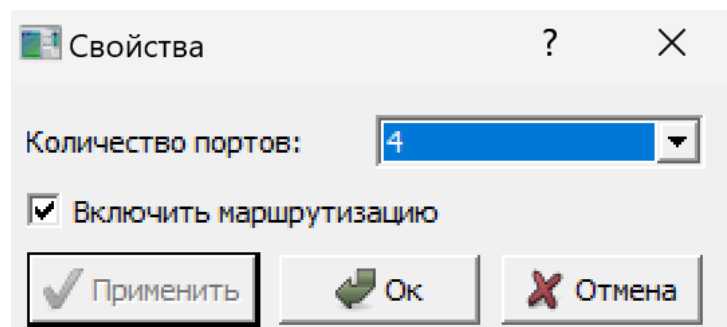 Свойства ? X
Количество портов: 4
Включить маршрутизацию
Применить Ок Отмена